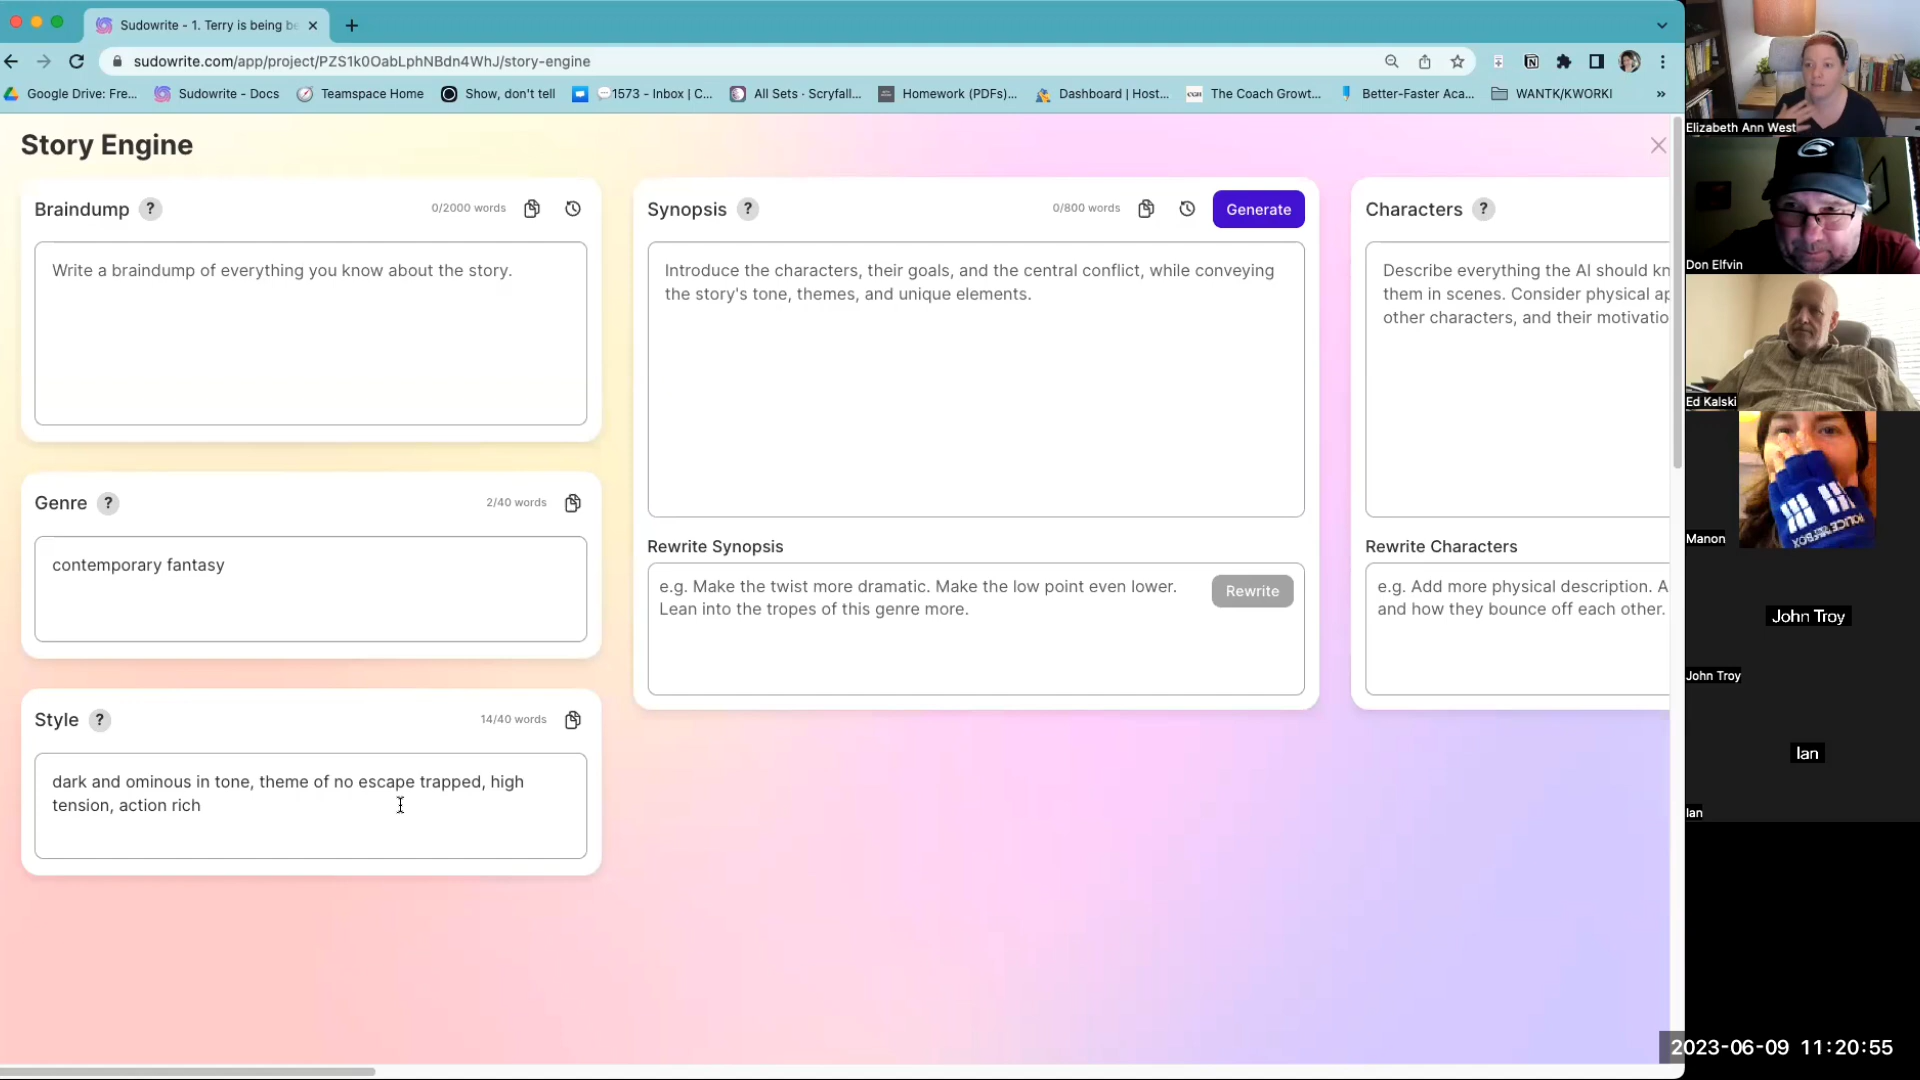 Sudowrite - 1. Terry is being be
sudowrite.com/app/project/PZS1k0OabLphNBdn4WhJ/story-engine
Google Drive: Fre...
Sudowrite - Docs
Teamspace Home
Show, don't tell
1573 - Inbox | C...
All Sets · Scryfall...
Homework (PDFs)...
Dashboard | Host...
The Coach Growt...
Better-Faster Aca...
WANTK/KWORKI
»
Story Engine
Braindump ?
0/2000 words
Write a braindump of everything you know about the story.
Genre ?
2/40 words
contemporary fantasy
Style ?
14/40 words
dark and ominous in tone, theme of no escape trapped, high
tension, action rich
Synopsis ?
0/800 words
Generate
Introduce the characters, their goals, and the central conflict, while conveying
the story's tone, themes, and unique elements.
Rewrite Synopsis
e.g. Make the twist more dramatic. Make the low point even lower.
Lean into the tropes of this genre more.
Rewrite
Characters ?
Describe everything the AI should kn
them in scenes. Consider physical ap
other characters, and their motivatio
Rewrite Characters
e.g. Add more physical description. A
and how they bounce off each other.
Elizabeth Ann West
Don Elfvin
Ed Kalski
POLICE BOX
Manon
John Troy
John Troy
Ian
Ian
2023-06-09 11:20:55